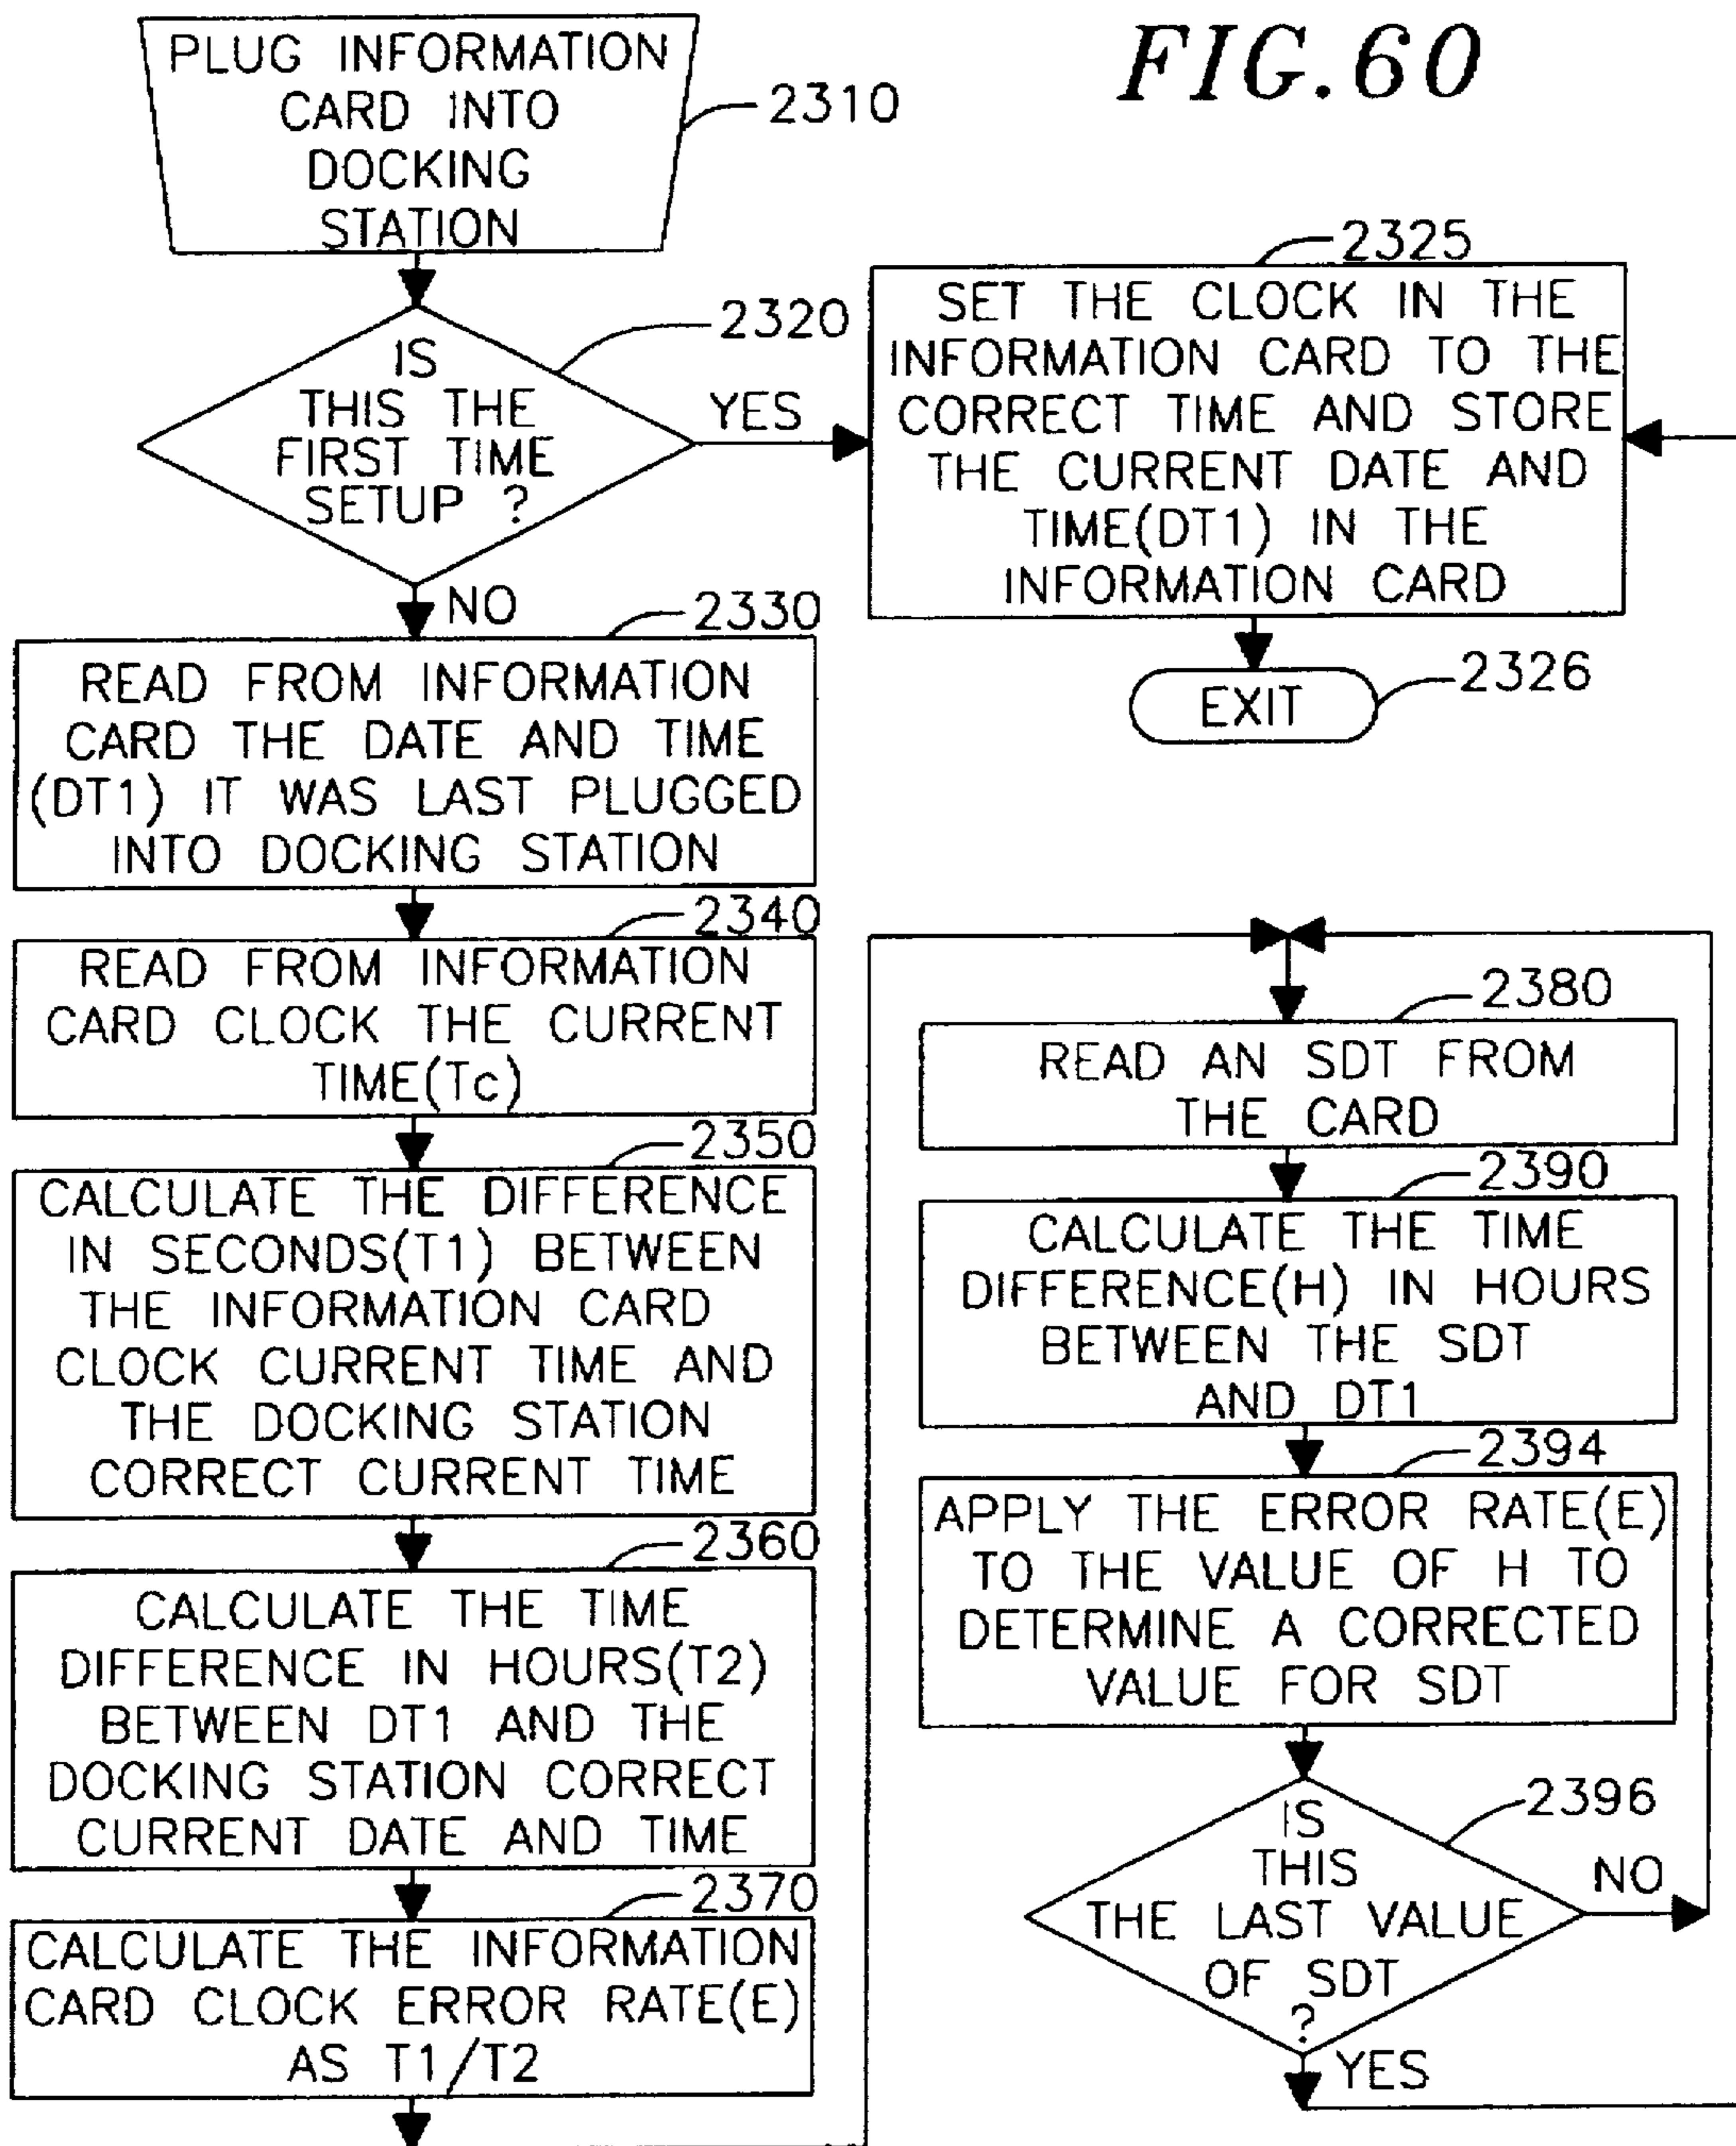 FIG.60
PLUG INFORMATION
CARD INTO
DOCKING
STATION
2310
IS
THIS THE
FIRST TIME
SETUP ?
2320
YES
NO
2325
SET THE CLOCK IN THE
INFORMATION CARD TO THE
CORRECT TIME AND STORE
THE CURRENT DATE AND
TIME(DT1) IN THE
INFORMATION CARD
EXIT
2326
2330
READ FROM INFORMATION
CARD THE DATE AND TIME
(DT1) IT WAS LAST PLUGGED
INTO DOCKING STATION
2340
READ FROM INFORMATION
CARD CLOCK THE CURRENT
TIME(Tc)
2350
CALCULATE THE DIFFERENCE
IN SECONDS(T1) BETWEEN
THE INFORMATION CARD
CLOCK CURRENT TIME AND
THE DOCKING STATION
CORRECT CURRENT TIME
2360
CALCULATE THE TIME
DIFFERENCE IN HOURS(T2)
BETWEEN DT1 AND THE
DOCKING STATION CORRECT
CURRENT DATE AND TIME
2370
CALCULATE THE INFORMATION
CARD CLOCK ERROR RATE(E)
AS T1/T2
2380
READ AN SDT FROM
THE CARD
2390
CALCULATE THE TIME
DIFFERENCE(H) IN HOURS
BETWEEN THE SDT
AND DT1
2394
APPLY THE ERROR RATE(E)
TO THE VALUE OF H TO
DETERMINE A CORRECTED
VALUE FOR SDT
2396
IS
THIS
THE LAST VALUE
OF SDT
?
NO
YES